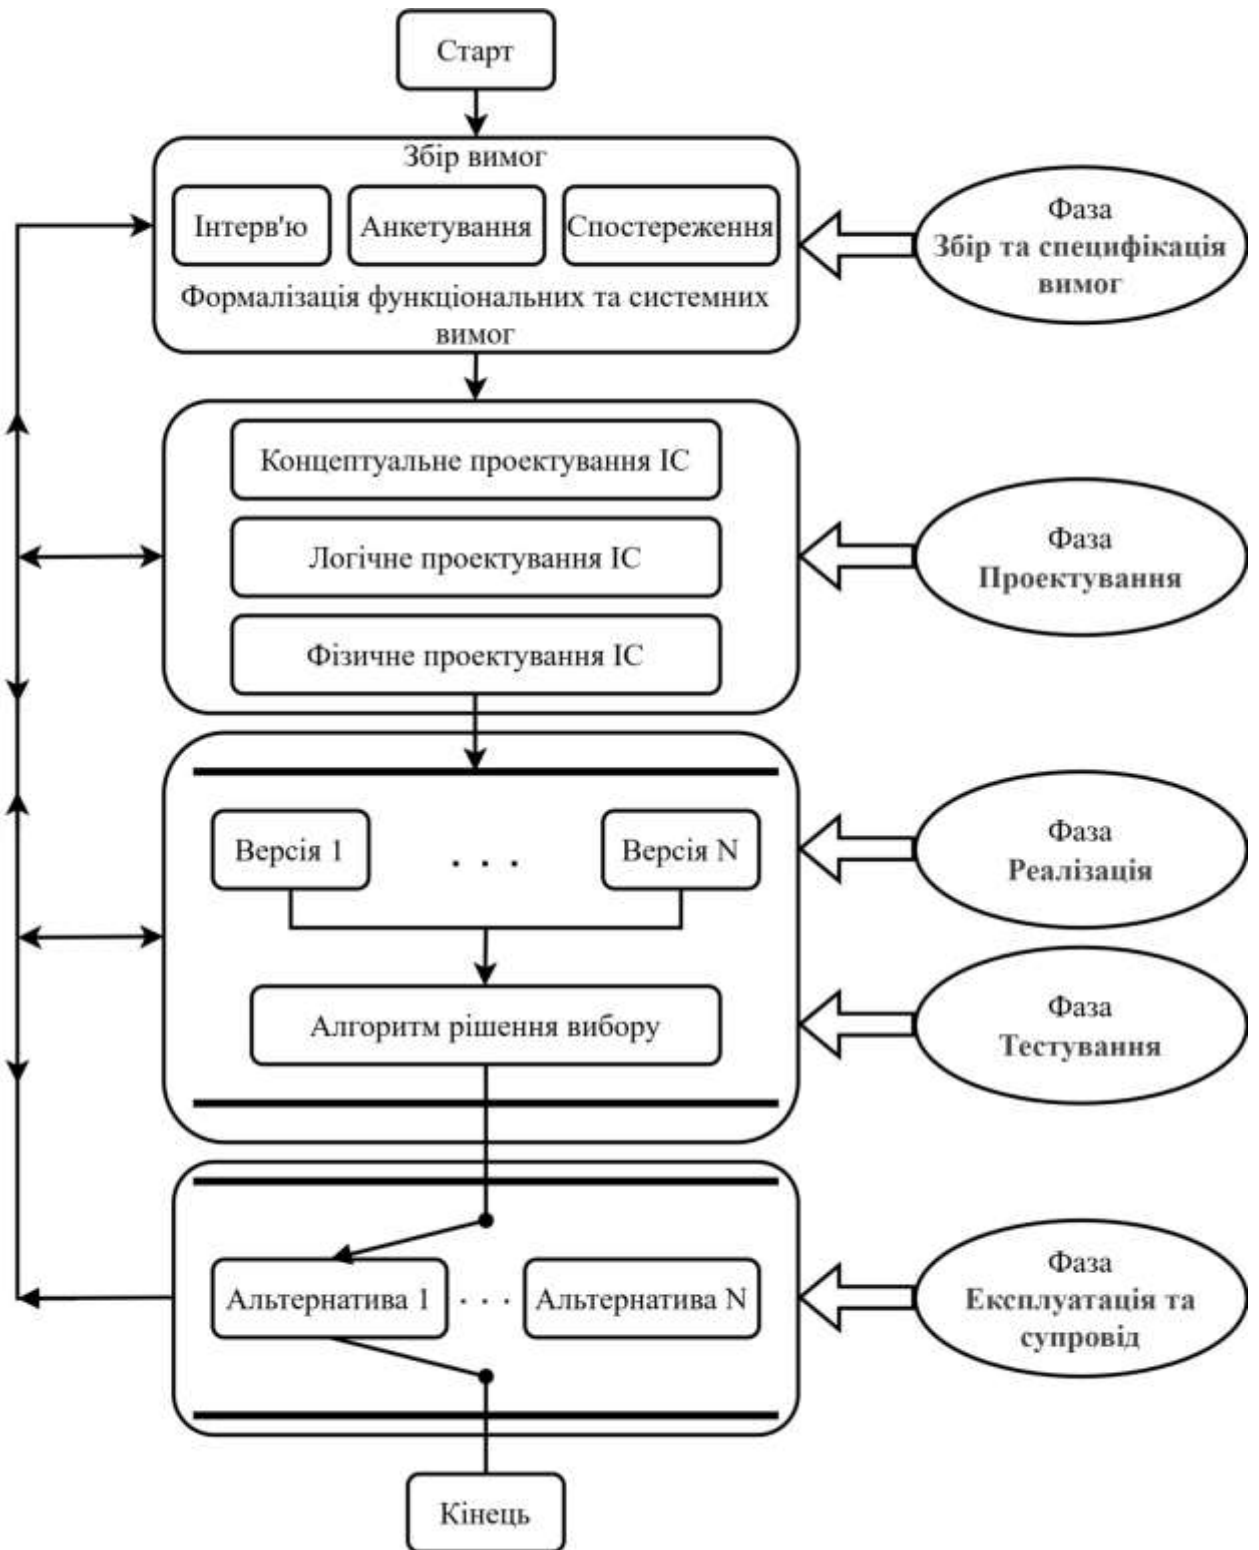 Старт
Збір вимог
Інтерв'ю
Анкетування
Спостереження
Формалізація функціональних та системних
вимог
Фаза
Збір та специфікація
вимог
Концептуальне проектування ІС
Логічне проектування ІС
Фізичне проектування ІС
Фаза
Проектування
Версія 1
. . .
Версія N
Фаза
Реалізація
Алгоритм рішення вибору
Фаза
Тестування
Альтернатива 1
. . .
Альтернатива N
Фаза
Експлуатація та
супровід
Кінець